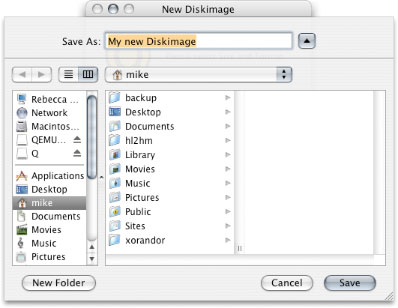 New Diskimage
Save As:
My new Diskimage
mike
Rebecca ...
Network
Macintos...
QEMU...
Q
Applications
Desktop
mike
Documents
Movies
Music
Pictures
backup
Desktop
Documents
hl2hm
Library
Movies
Music
Pictures
Public
Sites
xorandor
New Folder
Cancel
Save